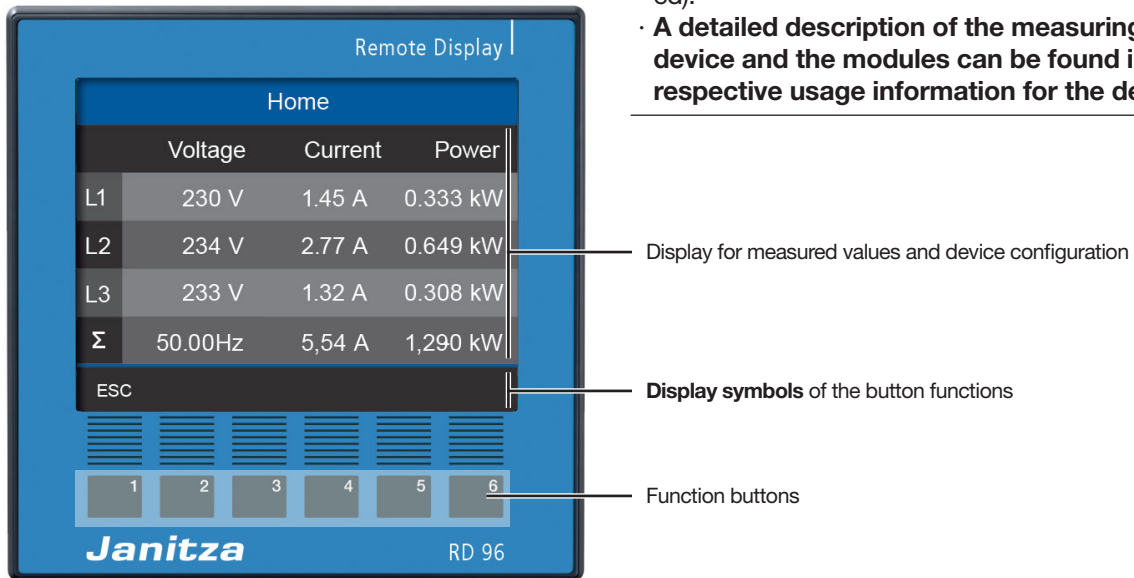 ed).
· A detailed description of the measuring
device and the modules can be found i
respective usage information for the de
Remote Display
Home
Voltage Current Power
L1 230 V 1.45 A 0.333 kW
L2 234 V 2.77 A 0.649 kW
L3 233 V 1.32 A 0.308 kW
Σ 50.00Hz 5,54 A 1,290 kW
ESC
1 2 3 4 5 6
Janitza RD 96
Display for measured values and device configuration
Display symbols of the button functions
Function buttons